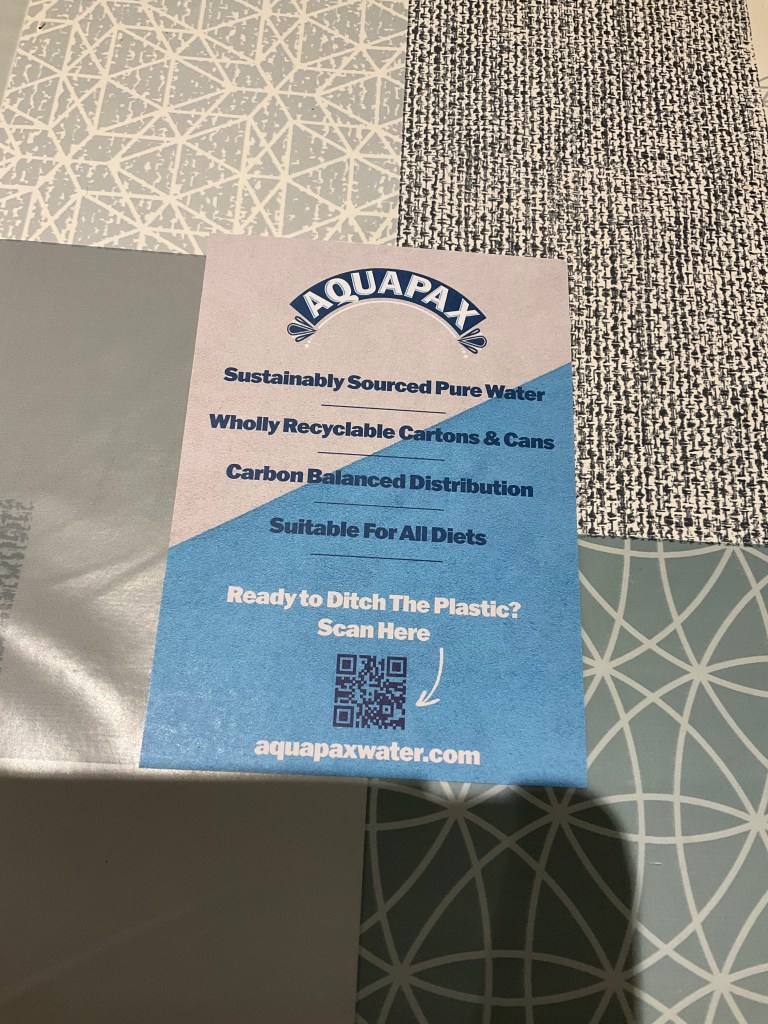 AQUAPAX
Sustainably Sourced Pure Water
Wholly Recyclable Cartons & Cans
Carbon Balanced Distribution
Suitable For All Diets
Ready to Ditch The Plastic?
Scan Here
aquapaxwater.com